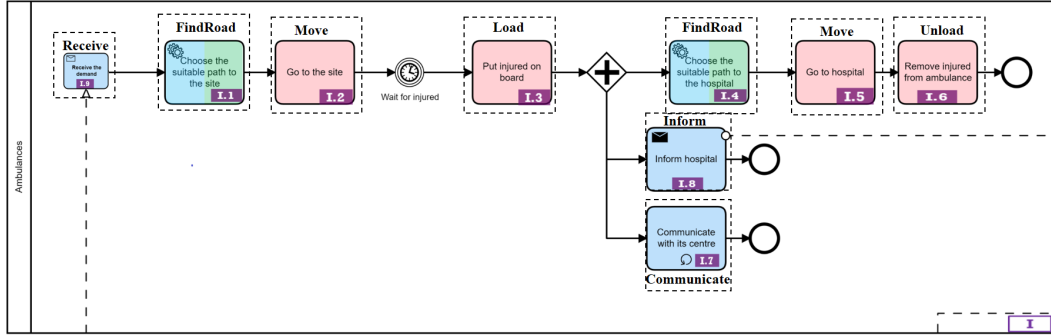 Ambulances
Receive
Receive the
demand
I.9
FindRoad
Choose the
suitable path to
the site
I.1
Move
Go to the site
I.2
Wait for injured
Load
Put injured on
board
I.3
FindRoad
Choose the
suitable path to
the hospital
I.4
Move
Go to hospital
I.5
Unload
Remove injured
from ambulance
I.6
Inform
Inform hospital
I.8
Communicate
with its centre
I.7
Communicate
I